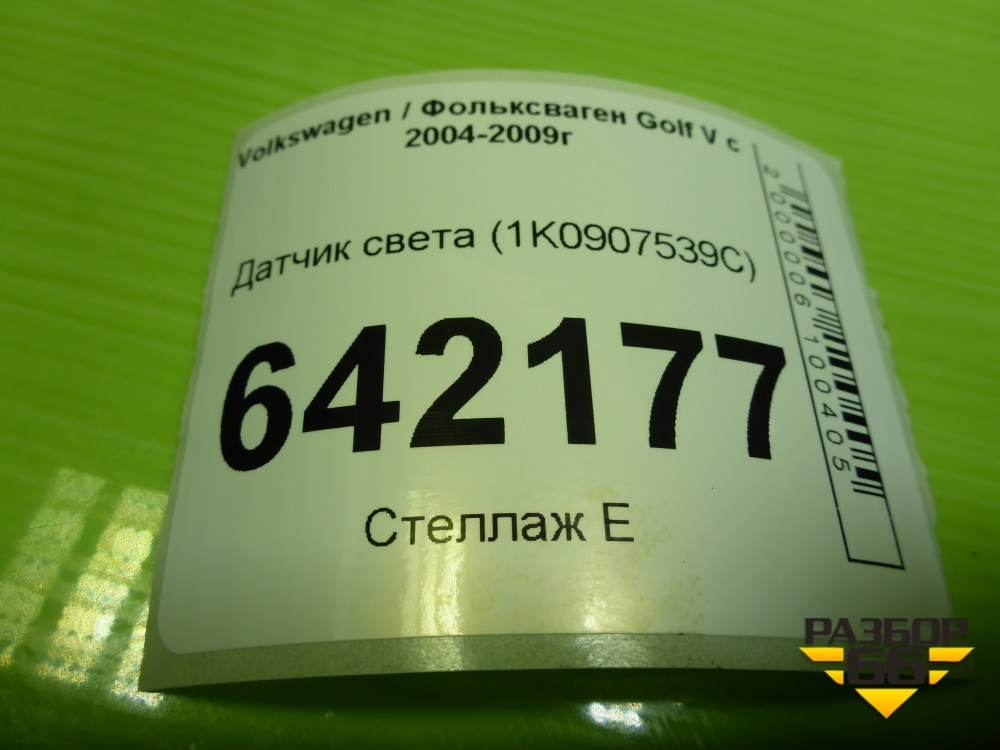 Volkswagen / Фольксваген Golf V с
2004-2009г
Датчик света (1K0907539C)
642177
Стеллаж E
2000006100405
РАЗБОР
66